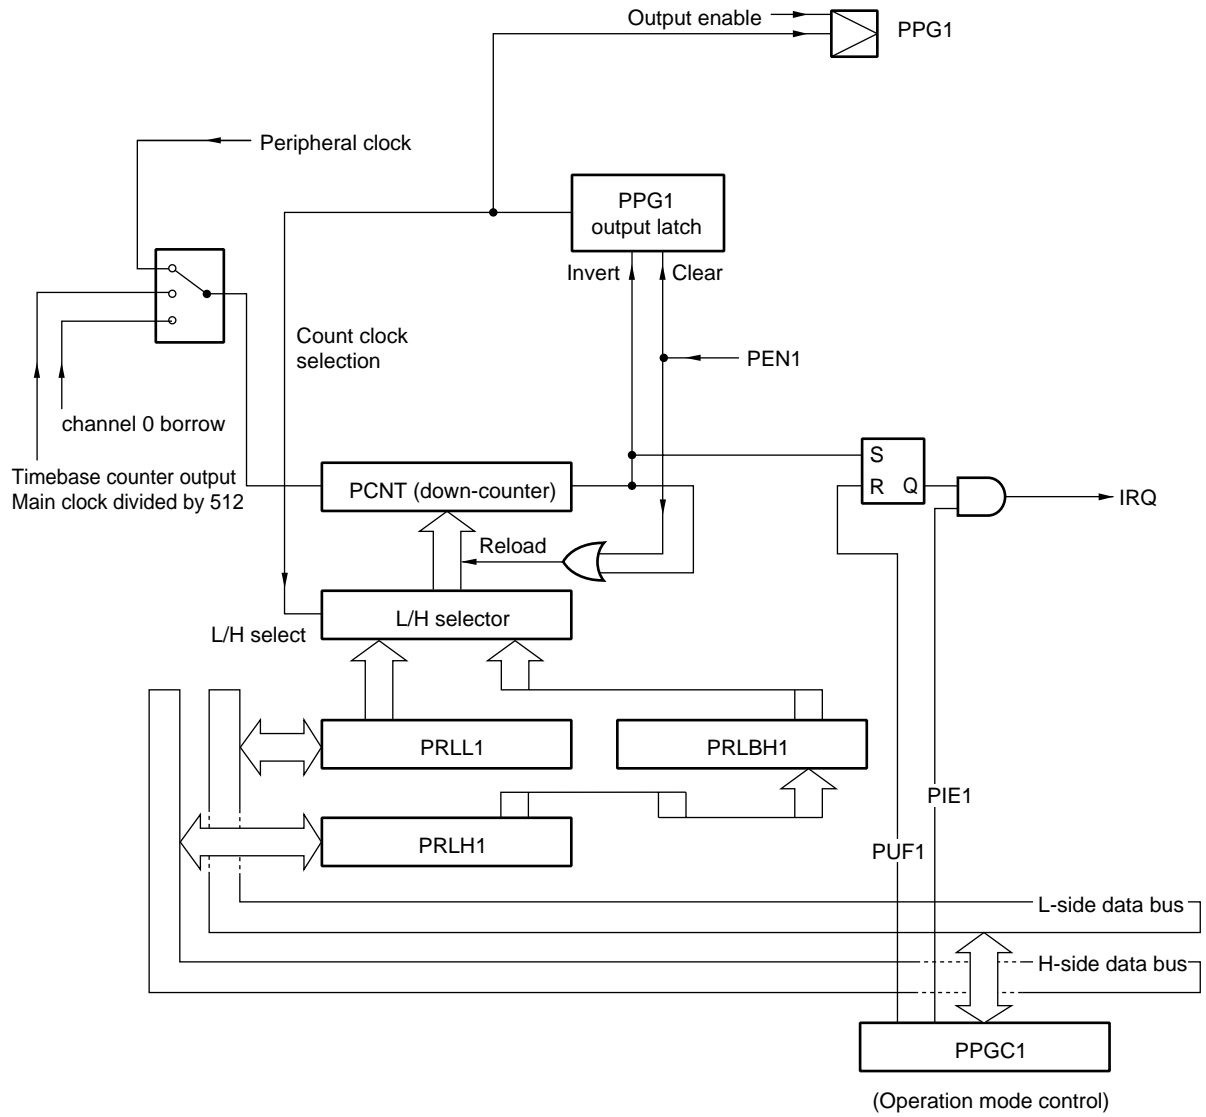 Output enable
PPG1
Peripheral clock
PPG1
output latch
Invert
Clear
Count clock
selection
PEN1
channel 0 borrow
Timebase counter output
Main clock divided by 512
PCNT (down-counter)
S
R Q
IRQ
Reload
L/H selector
L/H select
PRLL1
PRLBH1
PIE1
PRLH1
PUF1
L-side data bus
H-side data bus
PPGC1
(Operation mode control)